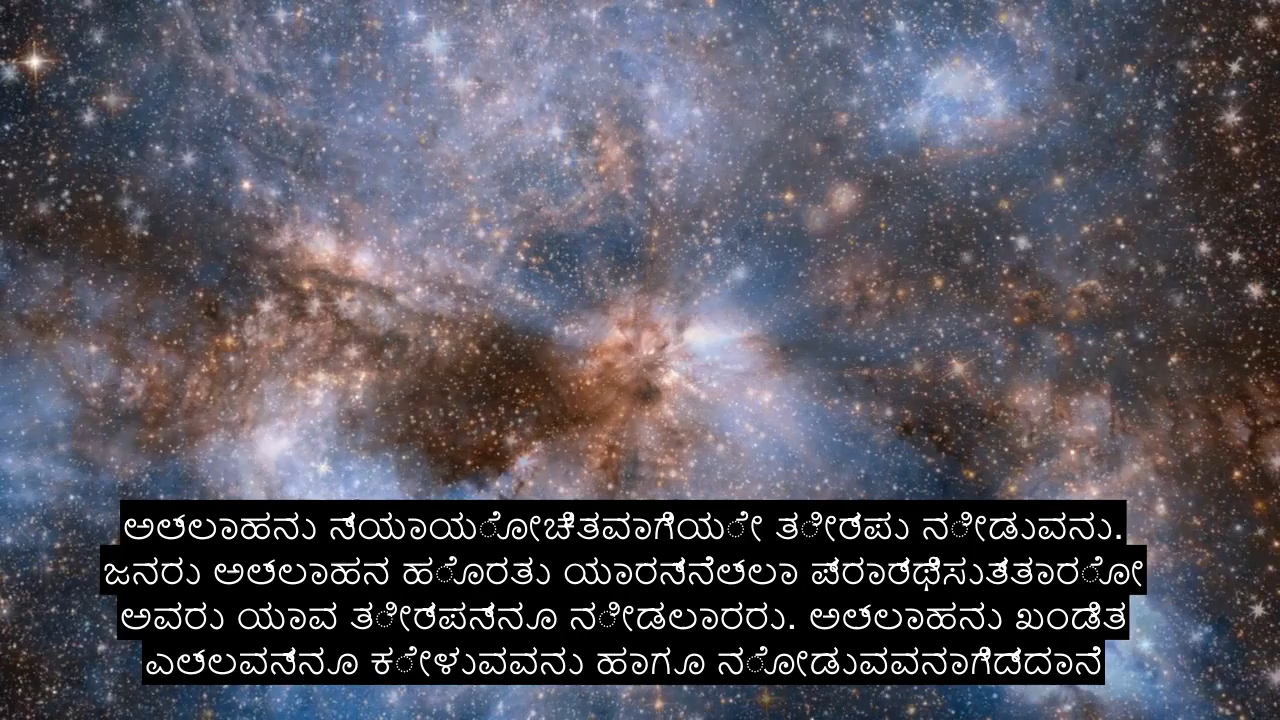 ಅಲ್ಲಾಹನು ನ್ಯಾಯೋಚಿತವಾಗಿಯೇ ತೀರ್ಪು ನೀಡುವನು.
ಜನರು ಅಲ್ಲಾಹನ ಹೊರತು ಯಾರನ್ನೆಲ್ಲಾ ಪ್ರಾರ್ಥಿಸುತ್ತಾರೋ
ಅವರು ಯಾವ ತೀರ್ಪನ್ನೂ ನೀಡಲಾರರು. ಅಲ್ಲಾಹನು ಖಂಡಿತ
ಎಲ್ಲವನ್ನೂ ಕೇಳುವವನು ಹಾಗೂ ನೋಡುವವನಾಗಿದ್ದಾನೆ